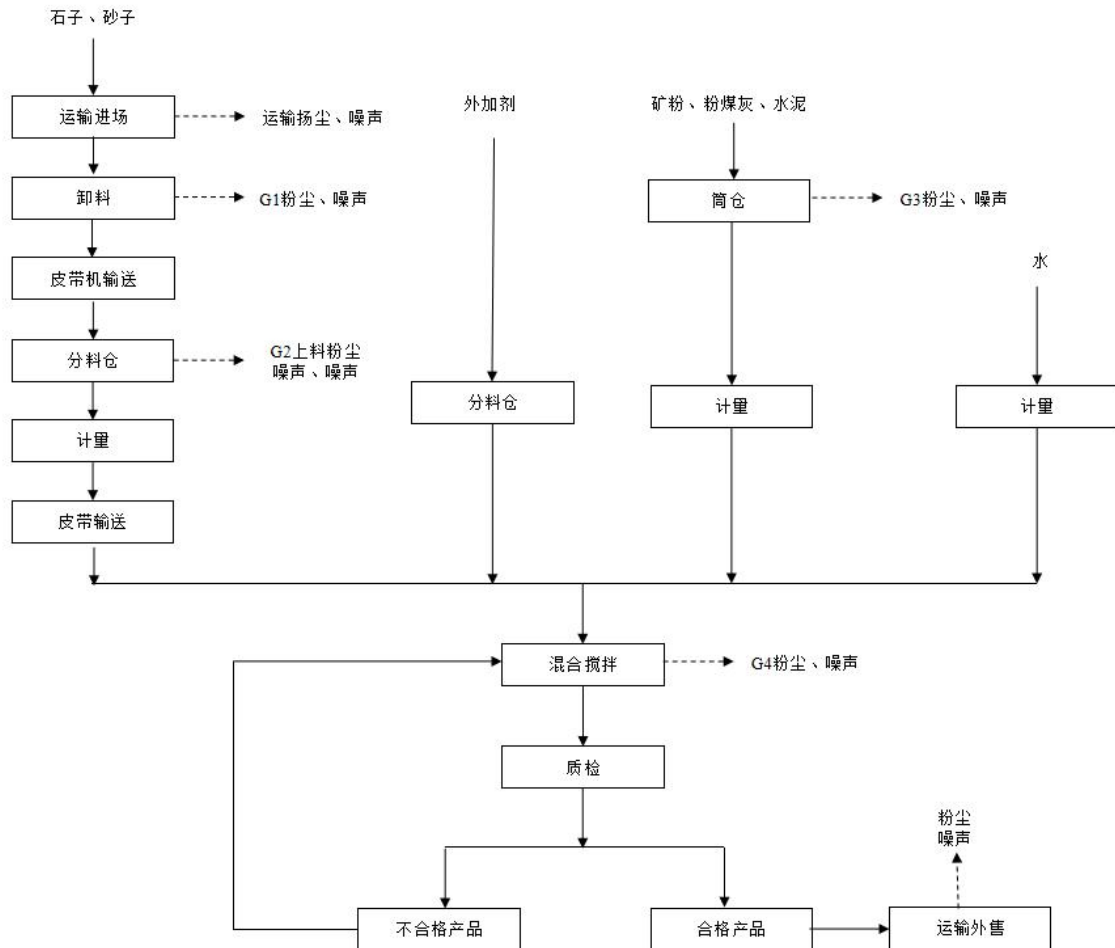 石子、砂子
运输进场
运输扬尘、噪声
外加剂
矿粉、粉煤灰、水泥
卸料
G1粉尘、噪声
筒仓
G3粉尘、噪声
皮带机输送
水
分料仓
G2上料粉尘
噪声、噪声
分料仓
计量
计量
计量
皮带输送
混合搅拌
G4粉尘、噪声
质检
粉尘
噪声
不合格产品
合格产品
运输外售